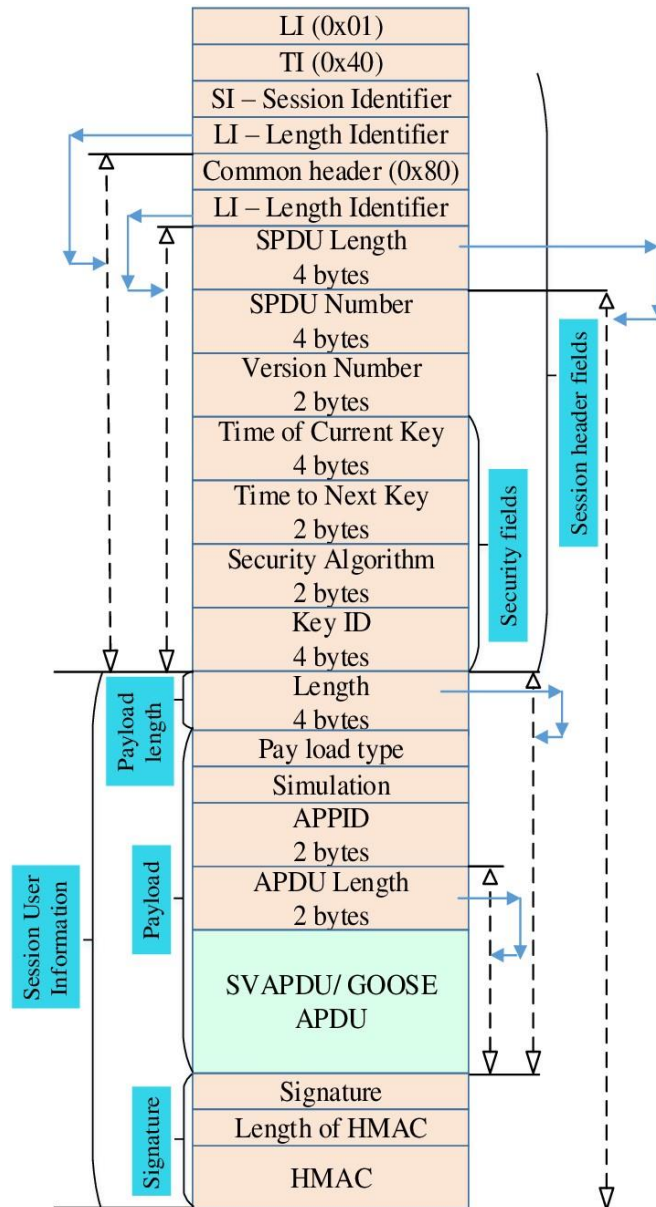 LI (0x01)
TI (0x40)
SI – Session Identifier
LI – Length Identifier
Common header (0x80)
LI – Length Identifier
SPDU Length
4 bytes
SPDU Number
4 bytes
Version Number
2 bytes
Time of Current Key
4 bytes
Time to Next Key
2 bytes
Security Algorithm
2 bytes
Key ID
4 bytes
Security fields
Session header fields
Length
4 bytes
Pay load type
Simulation
APPID
2 bytes
APDU Length
2 bytes
SVAPDU/ GOOSE
APDU
Signature
Length of HMAC
HMAC
Payload
length
Payload
Signature
Session User
Information